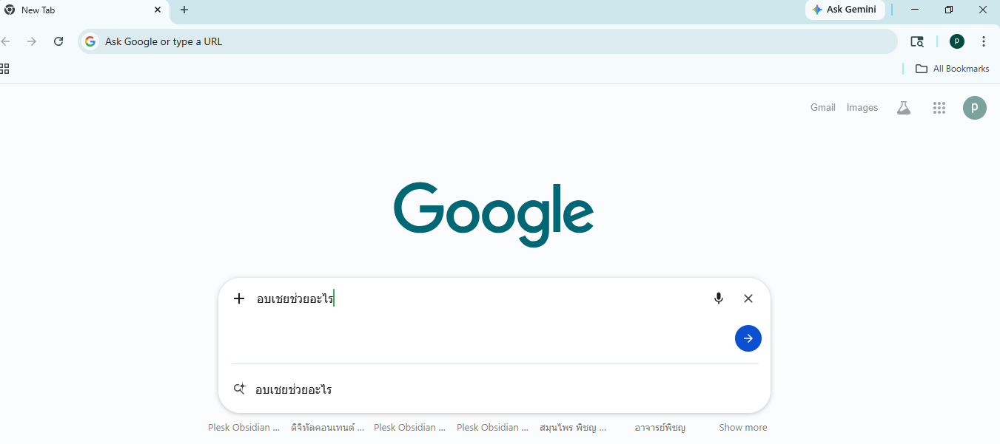 New Tab
Ask Gemini
Ask Google or type a URL
p
All Bookmarks
Gmail Images
p
Google
อบเชยช่วยอะไร
อบเชยช่วยอะไร
Plesk Obsidian ... ดิจิทัลคอนเทนต์ ... Plesk Obsidian ... Plesk Obsidian ... สมุนไพร พิชญ ... อาจารย์พิชญ Show more